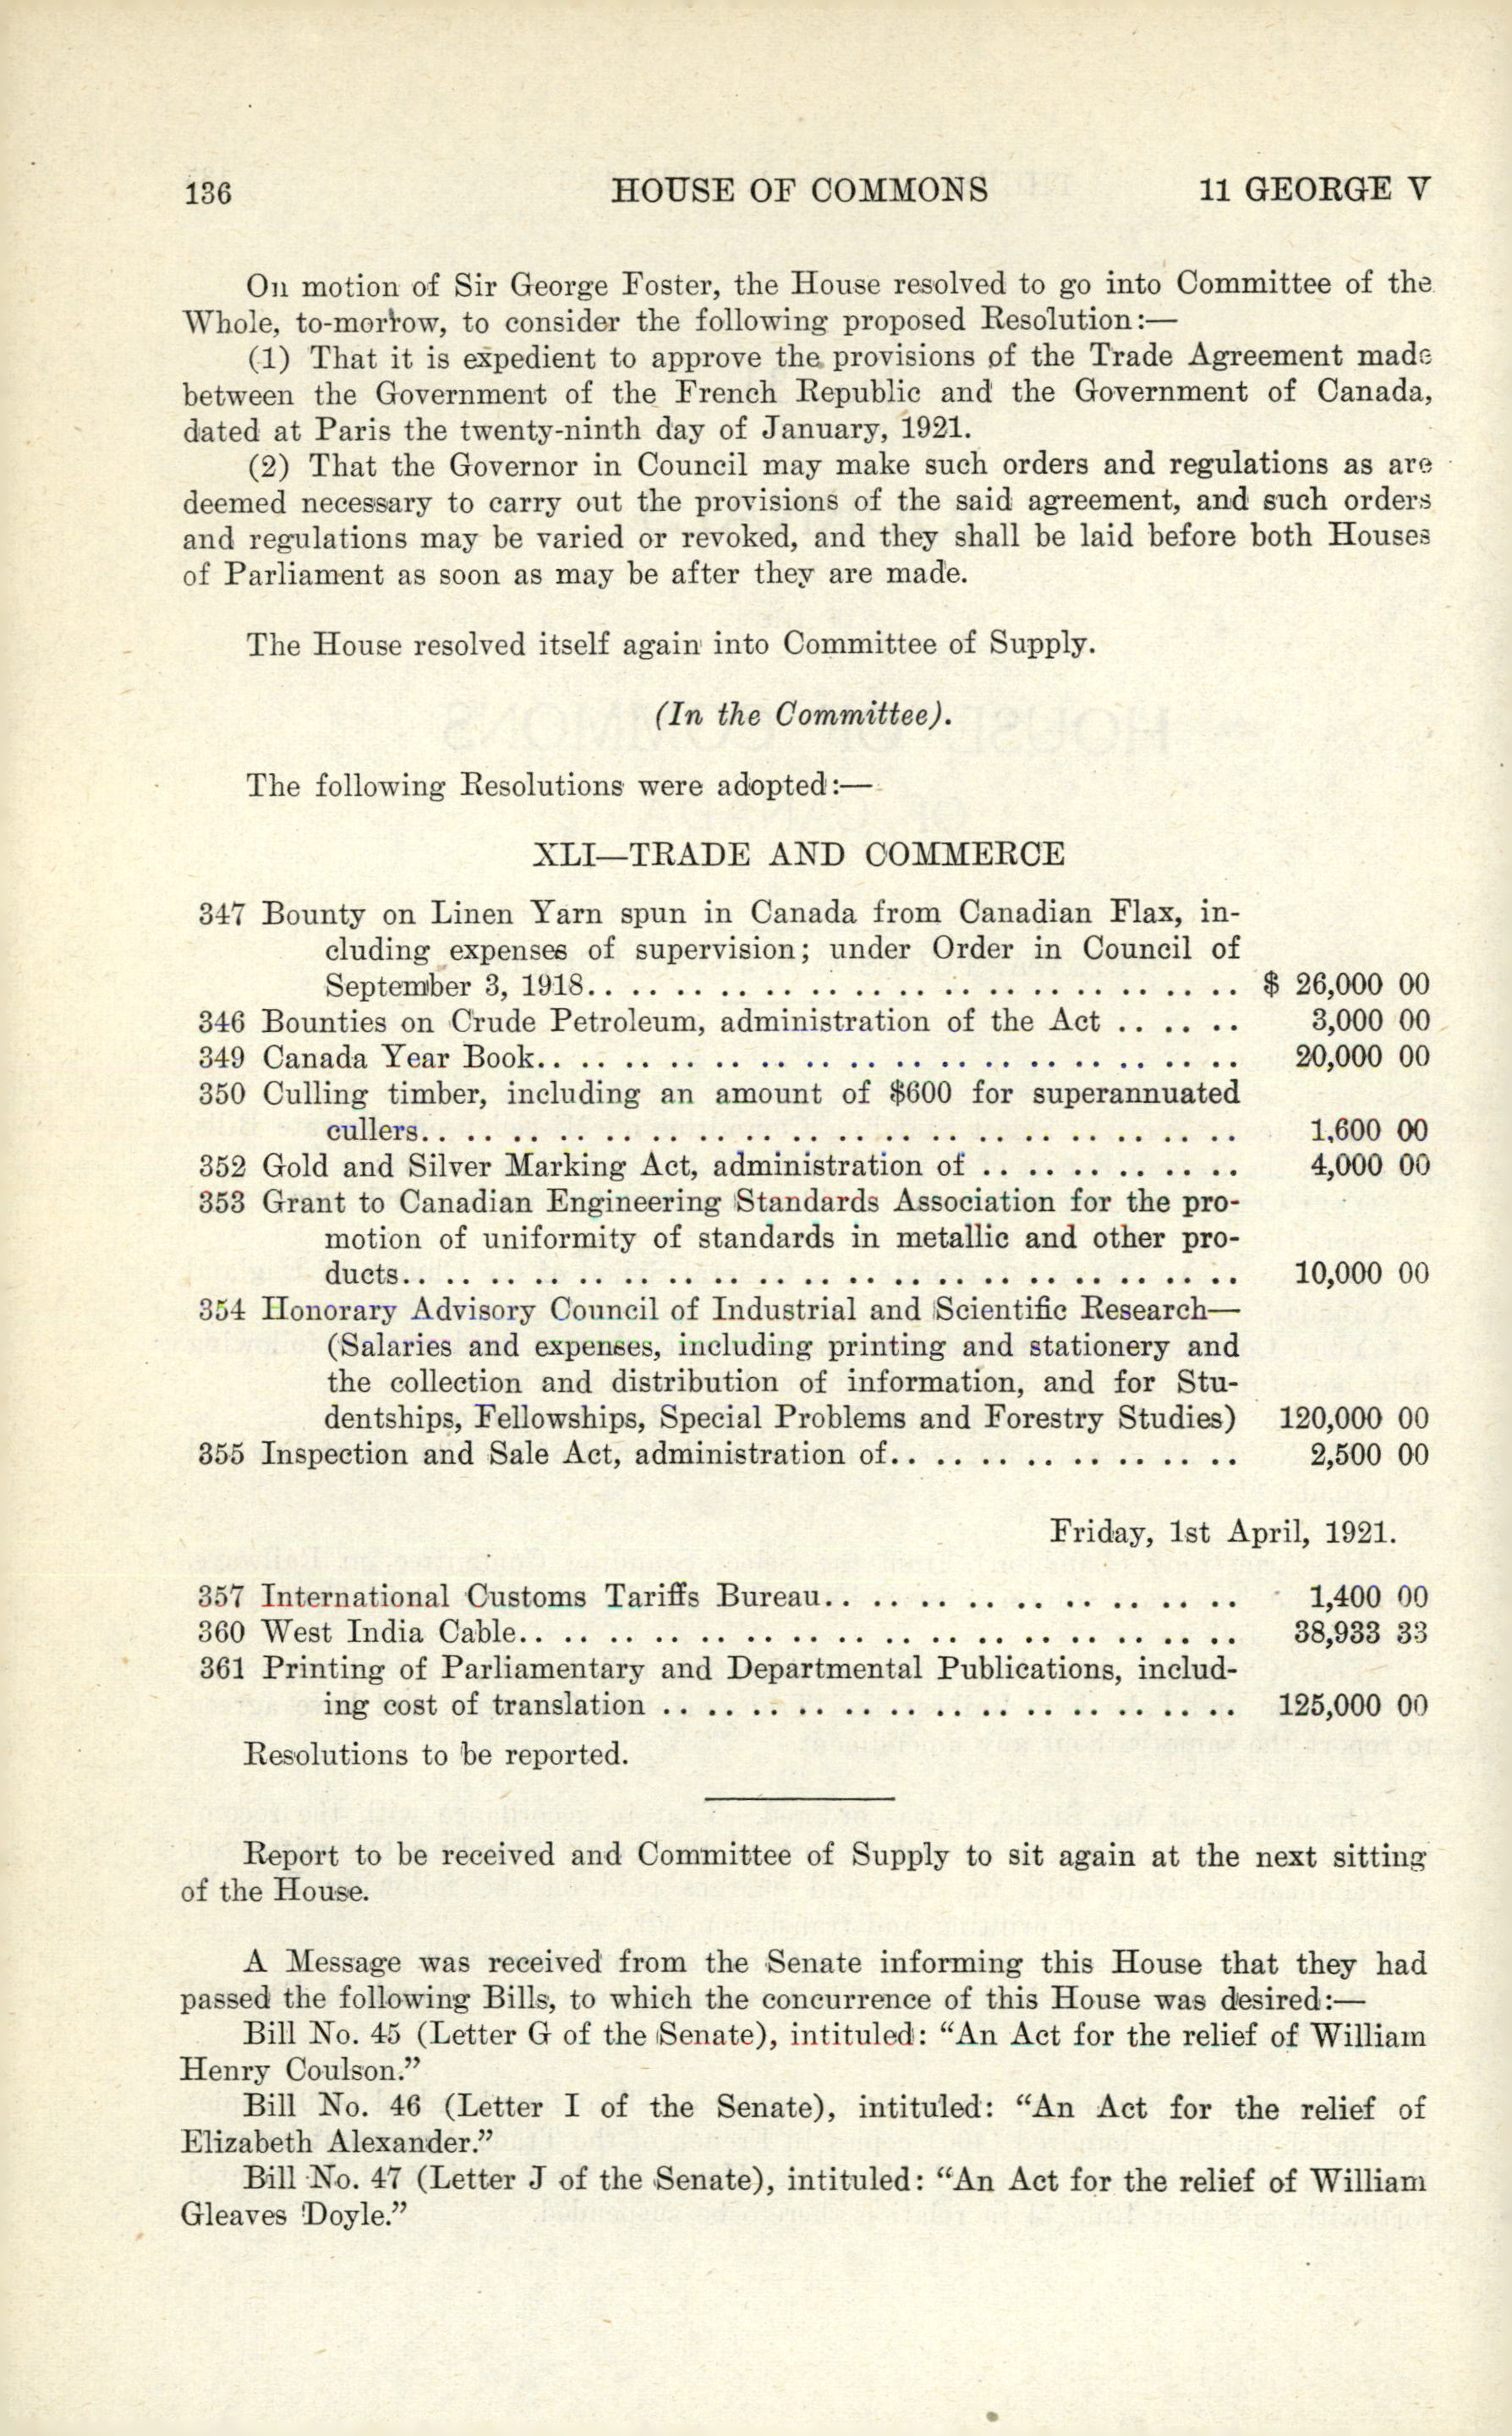 136 HOUSE OF COMMONS 11 GEORGE V
On motion of Sir George Foster, the House resolved to go into Committee of the
Whole, to-morrow, to consider the following proposed Resolution:—
(1) That it is expedient to approve the provisions of the Trade Agreement made
between the Government of the French Republic and the Government of Canada,
dated at Paris the twenty-ninth day of January, 1921.
(2) That the Governor in Council may make such orders and regulations as are
deemed necessary to carry out the provisions of the said agreement, and such orders
and regulations may be varied or revoked, and they shall be laid before both Houses
of Parliament as soon as may be after they are made.
The House resolved itself again into Committee of Supply.
(In the Committee).
The following Resolutions were adopted:—
XLI—TRADE AND COMMERCE
347 Bounty on Linen Yarn spun in Canada from Canadian Flax, in-
cluding expenses of supervision; under Order in Council of
September 3, 1918.. .. .. .. .. .. .. .. .. .. .. .. .. .. .. $ 26,000 00
346 Bounties on Crude Petroleum, administration of the Act .. .. .. 3,000 00
349 Canada Year Book.. .. .. .. .. .. .. .. .. .. .. .. .. .. .. .. 20,000 00
350 Culling timber, including an amount of $600 for superannuated
cullers.. .. .. .. .. .. .. .. .. .. .. .. .. .. .. .. .. .. 1,600 00
352 Gold and Silver Marking Act, administration of .. .. .. .. .. .. 4,000 00
353 Grant to Canadian Engineering Standards Association for the pro-
motion of uniformity of standards in metallic and other pro-
ducts.. .. .. .. .. .. .. .. .. .. .. .. .. .. .. .. .. .. .. 10,000 00
354 Honorary Advisory Council of Industrial and Scientific Research—
(Salaries and expenses, including printing and stationery and
the collection and distribution of information, and for Stu-
dentships, Fellowships, Special Problems and Forestry Studies) 120,000 00
355 Inspection and Sale Act, administration of.. .. .. .. .. .. .. .. 2,500 00
Friday, 1st April, 1921.
357 International Customs Tariffs Bureau.. .. .. .. .. .. .. .. .. .. 1,400 00
360 West India Cable.. .. .. .. .. .. .. .. .. .. .. .. .. .. .. .. 38,933 33
361 Printing of Parliamentary and Departmental Publications, includ-
ing cost of translation .. .. .. .. .. .. .. .. .. .. .. .. .. 125,000 00
Resolutions to be reported.
Report to be received and Committee of Supply to sit again at the next sitting
of the House.
A Message was received from the Senate informing this House that they had
passed the following Bills, to which the concurrence of this House was desired:—
Bill No. 45 (Letter G of the Senate), intituled: “An Act for the relief of William
Henry Coulson.”
Bill No. 46 (Letter I of the Senate), intituled: “An Act for the relief of
Elizabeth Alexander.”
Bill No. 47 (Letter J of the Senate), intituled: “An Act for the relief of William
Gleaves Doyle.”